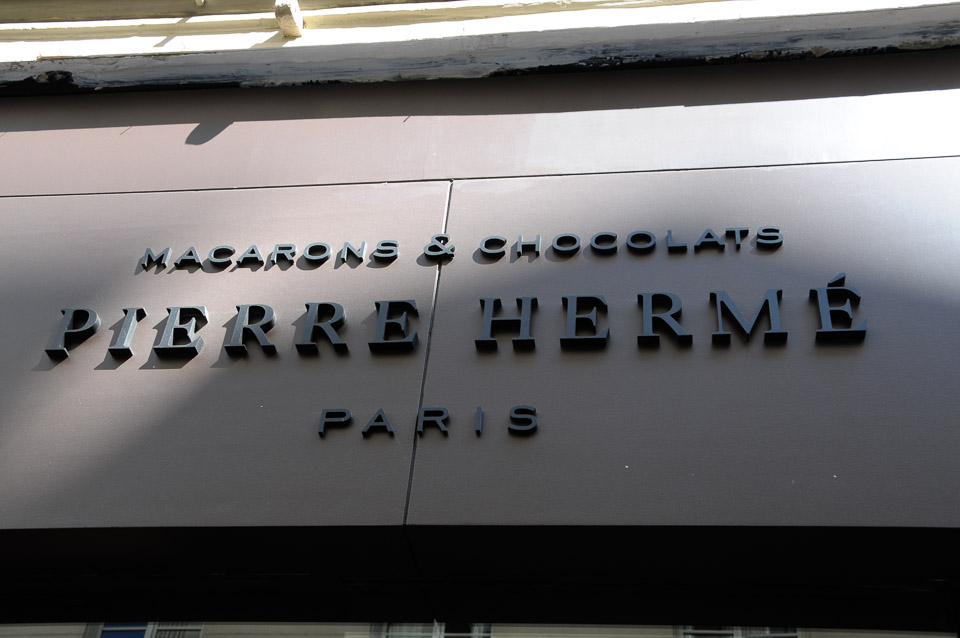 MACARONS & CHOCOLATS
PIERRE HERMÉ
PARIS